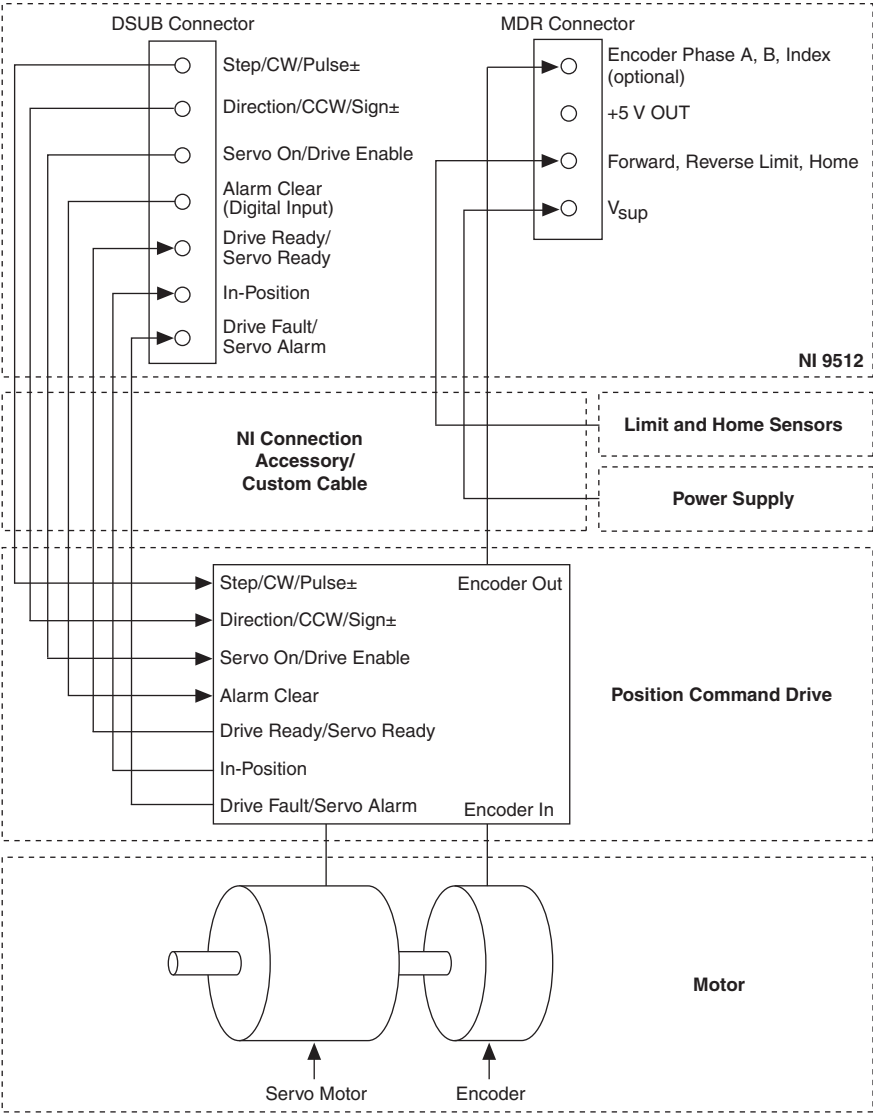 DSUB Connector
MDR Connector
Step/CW/Pulse±
Direction/CCW/Sign±
Servo On/Drive Enable
Alarm Clear
(Digital Input)
Drive Ready/
Servo Ready
In-Position
Drive Fault/
Servo Alarm
Encoder Phase A, B, Index
(optional)
+5 V OUT
Forward, Reverse Limit, Home
Vsup
NI 9512
NI Connection
Accessory/
Custom Cable
Limit and Home Sensors
Power Supply
Step/CW/Pulse±
Direction/CCW/Sign±
Servo On/Drive Enable
Alarm Clear
Drive Ready/Servo Ready
In-Position
Drive Fault/Servo Alarm
Encoder Out
Encoder In
Position Command Drive
Motor
Servo Motor
Encoder